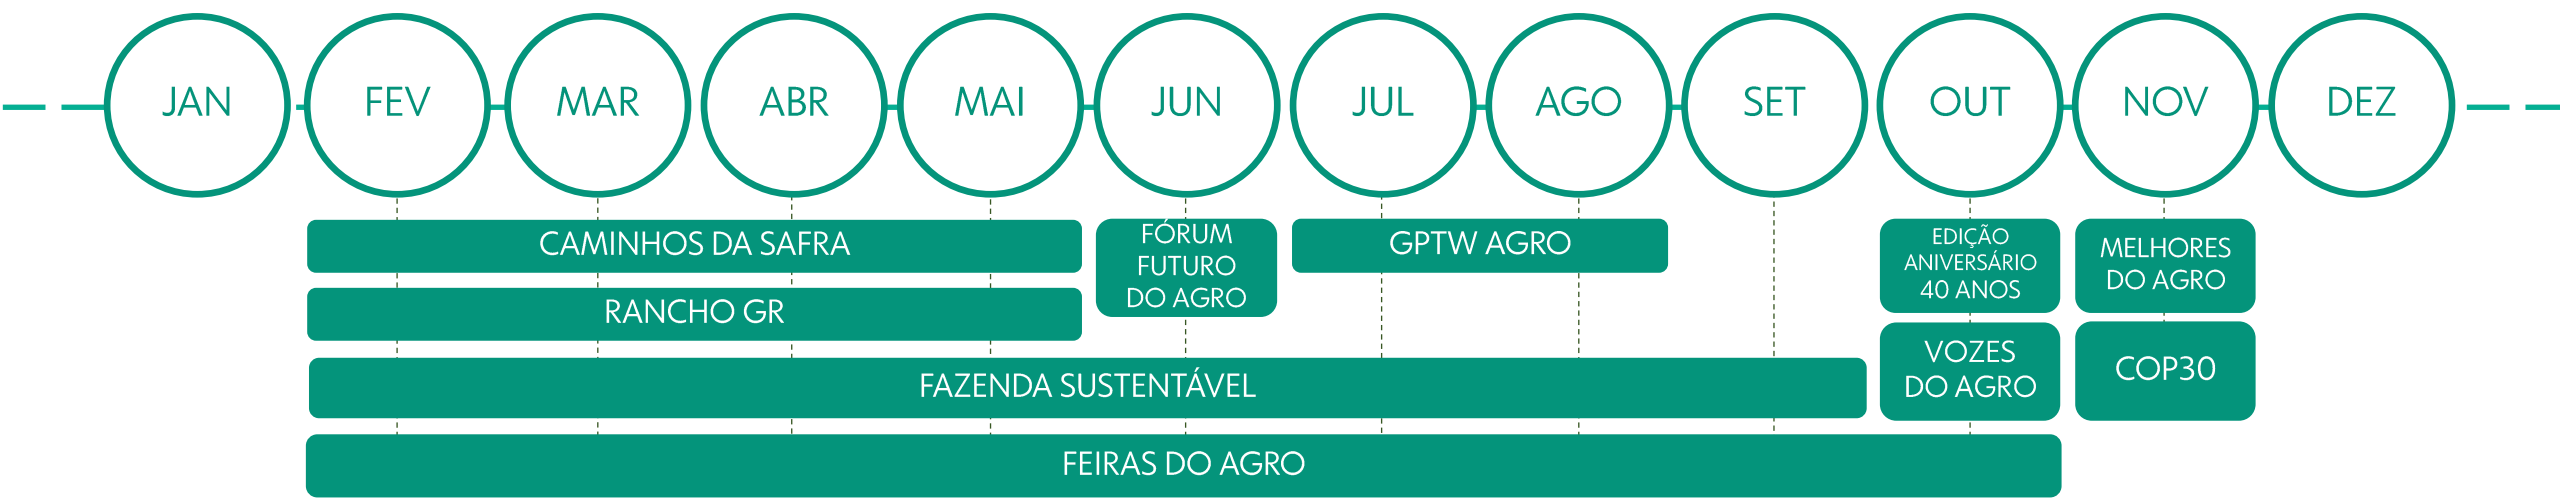 JAN FEV MAR ABR MAI JUN JUL AGO SET OUT NOV DEZ
CAMINHOS DA SAFRA
RANCHO GR
FÓRUM
FUTURO
DO AGRO
GPTW AGRO
EDIÇÃO
ANIVERSÁRIO
40 ANOS
MELHORES
DO AGRO
FAZENDA SUSTENTÁVEL
VOZES
DO AGRO
COP30
FEIRAS DO AGRO